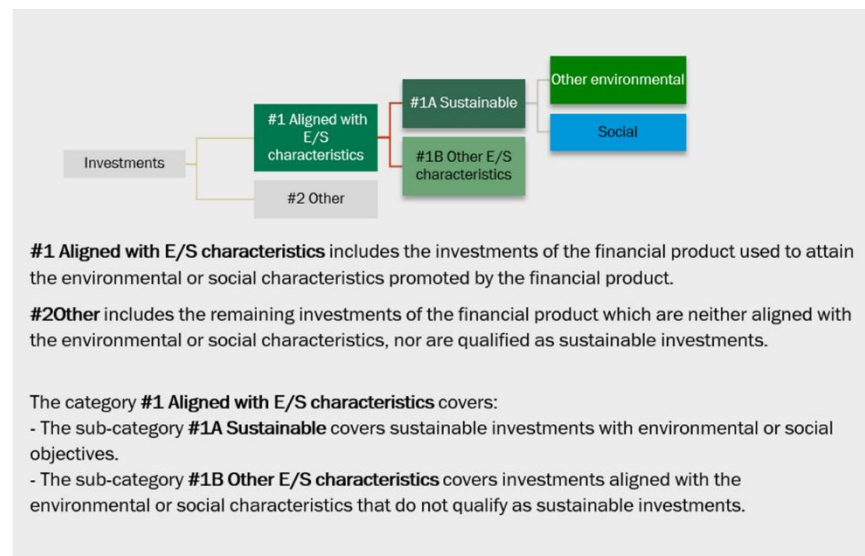 Other environmental
#1A Sustainable
#1 Aligned with
E/S
characteristics
Social
Investments
#1B Other E/S
characteristics
#2 Other
#1 Aligned with E/S characteristics includes the investments of the financial product used to attain
the environmental or social characteristics promoted by the financial product.
#2Other includes the remaining investments of the financial product which are neither aligned with
the environmental or social characteristics, nor are qualified as sustainable investments.
The category #1 Aligned with E/S characteristics covers:
- The sub-category #1A Sustainable covers sustainable investments with environmental or social
objectives.
- The sub-category #1B Other E/S characteristics covers investments aligned with the
environmental or social characteristics that do not qualify as sustainable investments.